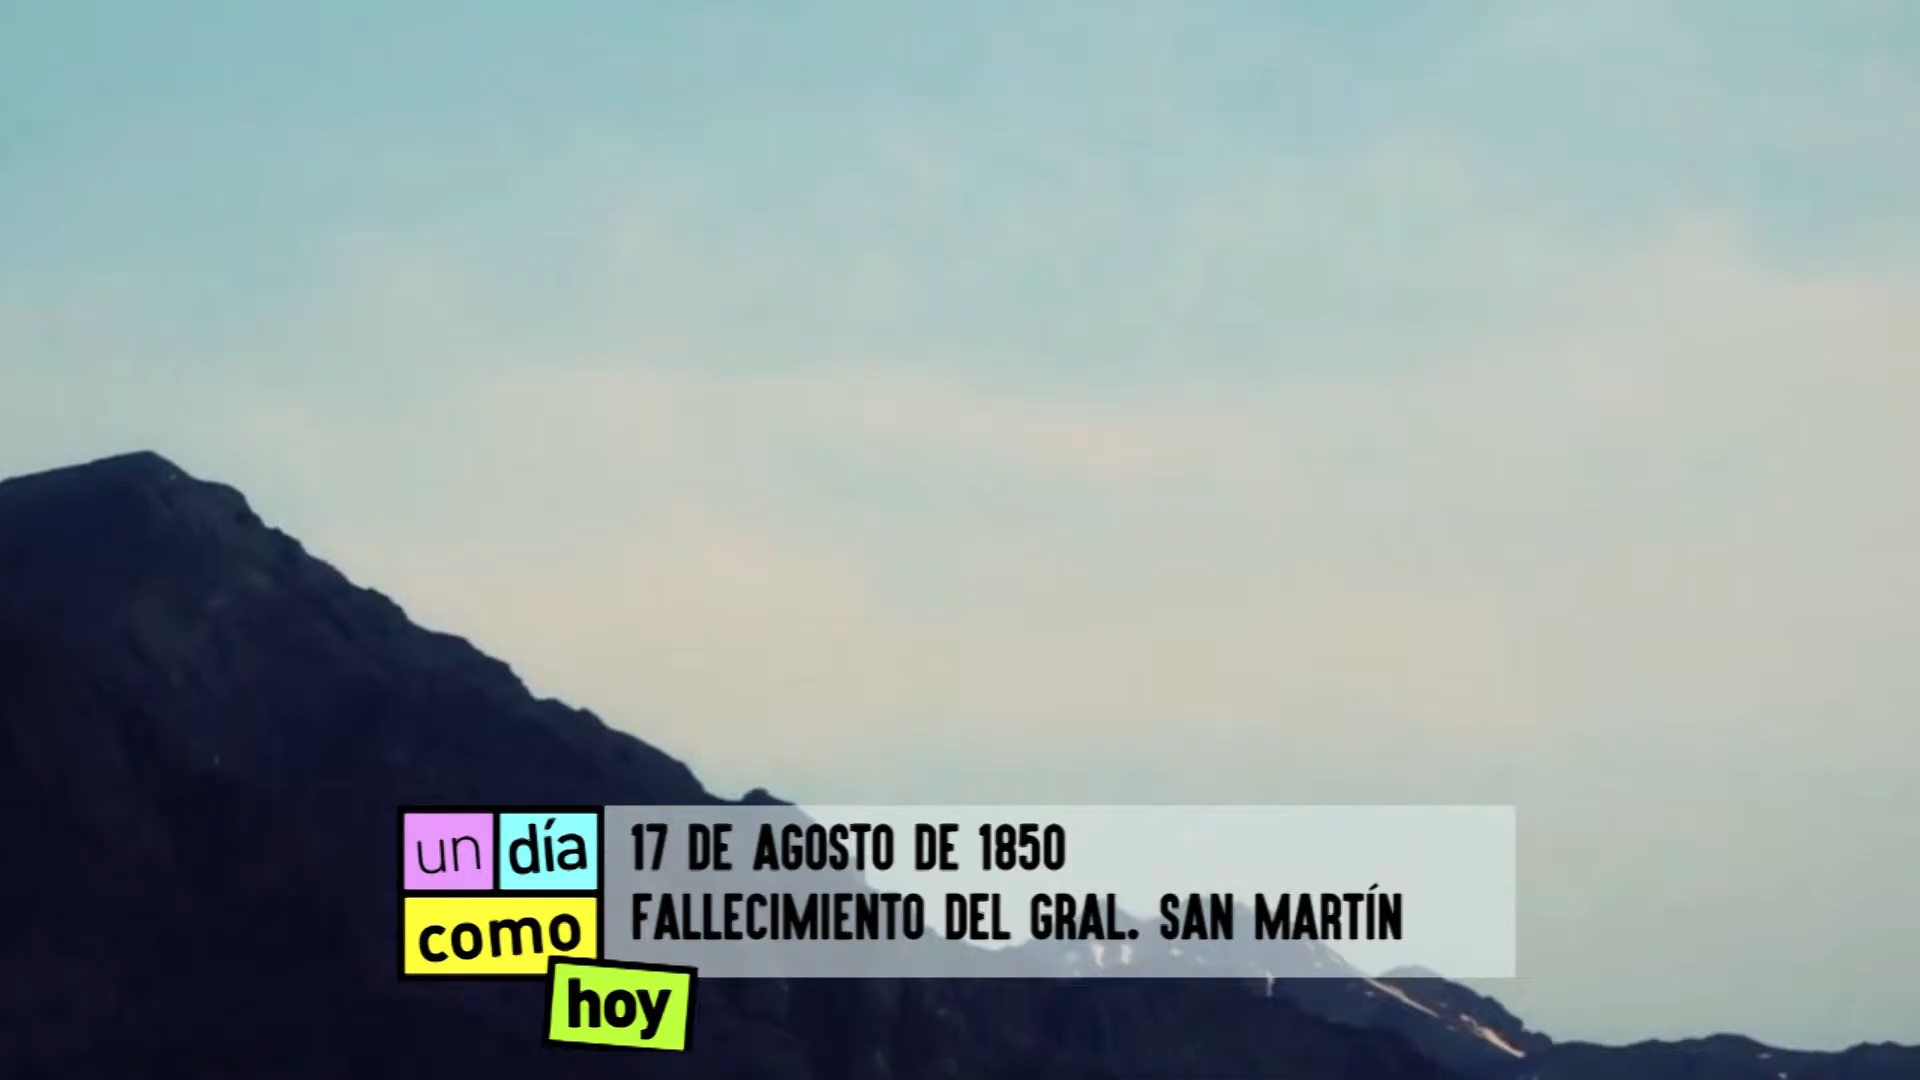 un día
como
hoy
17 DE AGOSTO DE 1850
FALLECIMIENTO DEL GRAL. SAN MARTÍN